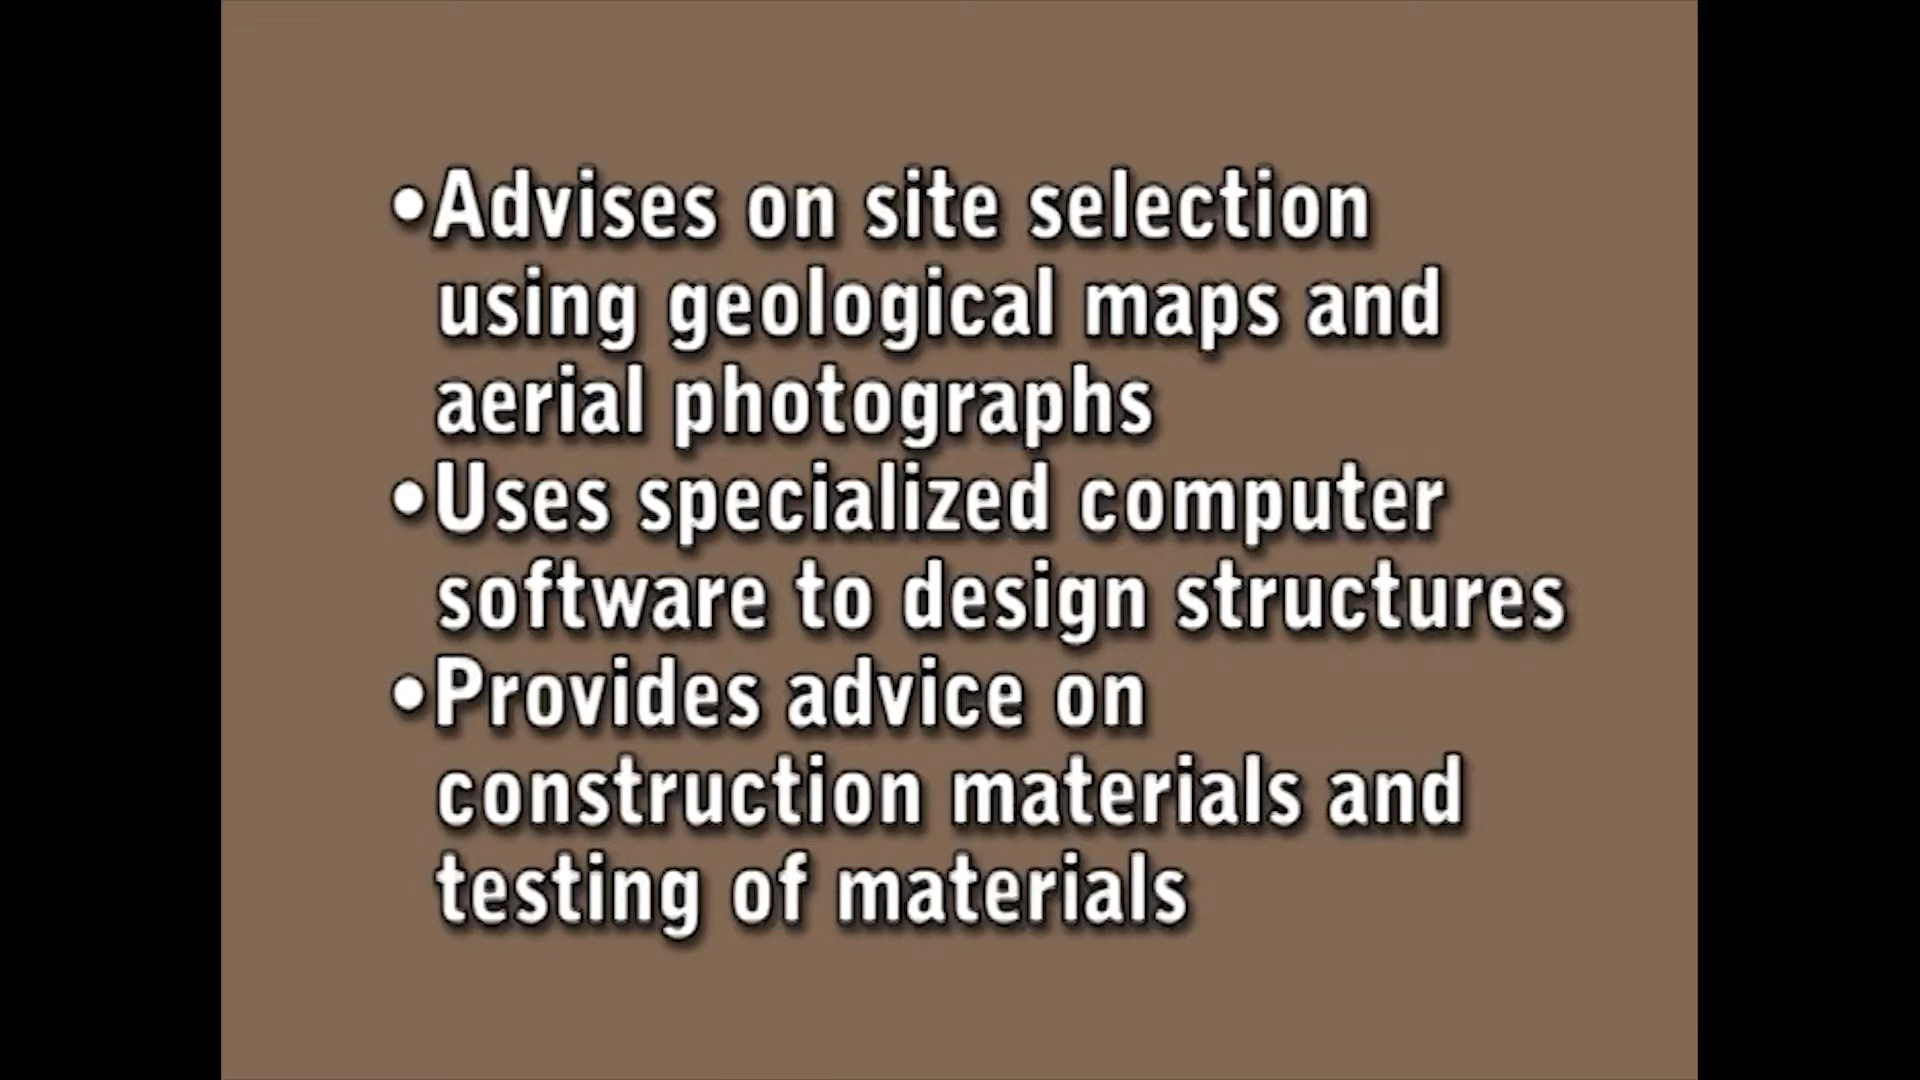 •Advises on site selection
using geological maps and
aerial photographs
•Uses specialized computer
software to design structures
•Provides advice on
construction materials and
testing of materials